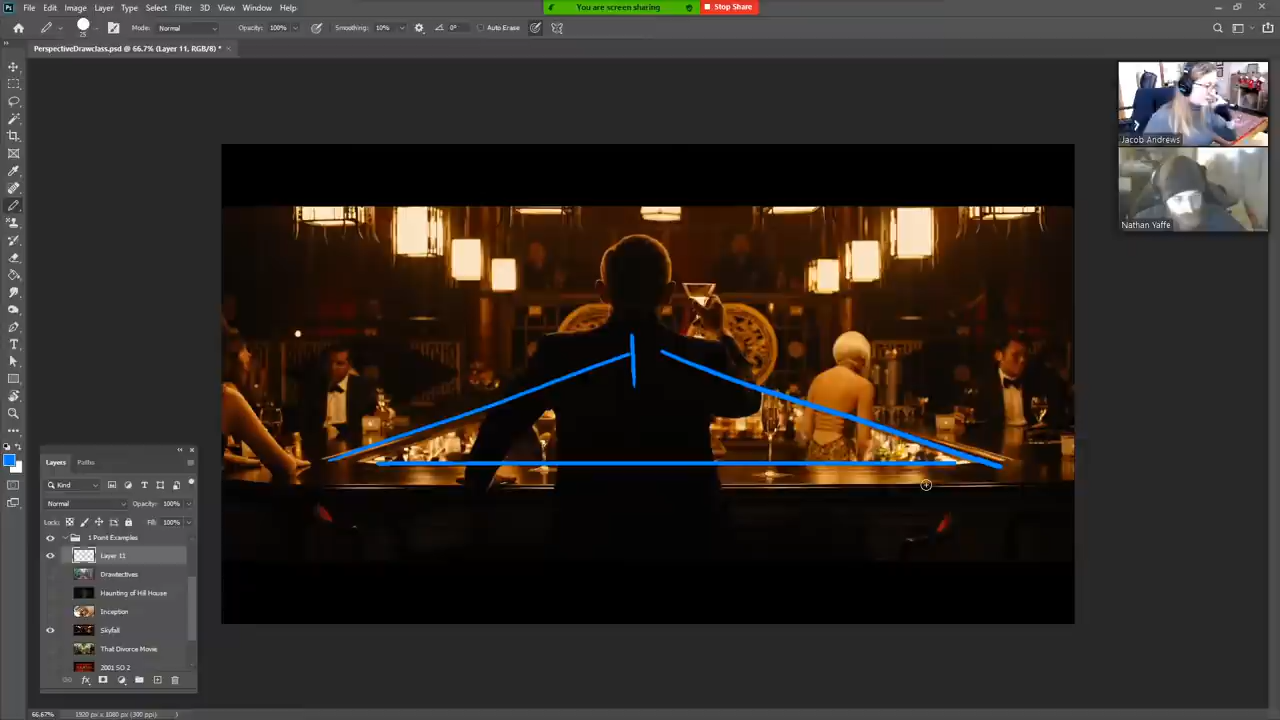 File Edit Image Layer Type Select Filter 3D View Window Help
You are screen sharing
Stop Share
25
Mode: Normal
Opacity: 100%
Smoothing: 10%
0°
Auto Erase
PerspectiveDrawclass.psd @ 66.7% (Layer 11, RGB/8) *
Jacob Andrews
Nathan Yaffe
Layers Paths
Kind
Normal
Opacity: 100%
Locks:
Fill: 100%
1 Point Examples
Layer 11
Drawtectives
Haunting of Hill House
Inception
Skyfall
That Divorce Movie
2001 SO 2
66.67%
1920 px x 1080 px (300 ppi)